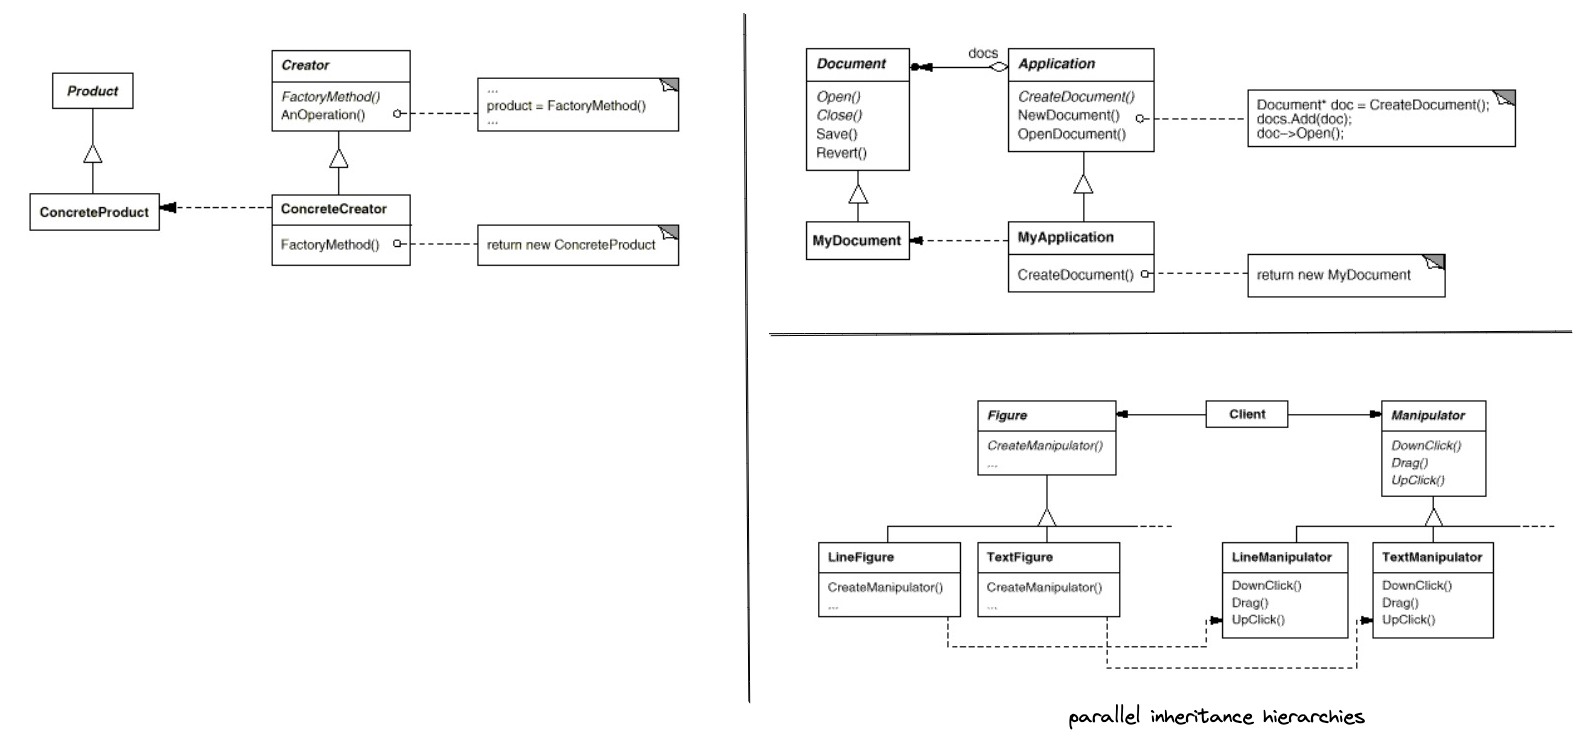 Product
ConcreteProduct
Creator
FactoryMethod()
AnOperation()
...
product = FactoryMethod()
...
ConcreteCreator
FactoryMethod()
return new ConcreteProduct
Document
Open()
Close()
Save()
Revert()
docs
Application
CreateDocument()
NewDocument()
OpenDocument()
Document* doc = CreateDocument();
docs.Add(doc);
doc->Open();
MyDocument
MyApplication
CreateDocument()
return new MyDocument
Figure
CreateManipulator()
...
Client
Manipulator
DownClick()
Drag()
UpClick()
LineFigure
CreateManipulator()
...
TextFigure
CreateManipulator()
...
LineManipulator
DownClick()
Drag()
UpClick()
TextManipulator
DownClick()
Drag()
UpClick()
parallel inheritance hierarchies